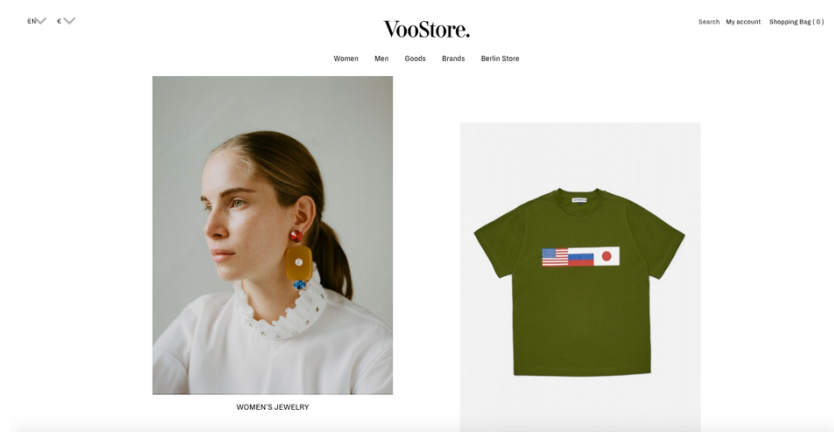 EN
€
VooStore.
Search My account Shopping Bag ( 0 )
Women Men Goods Brands Berlin Store
WOMEN'S JEWELRY